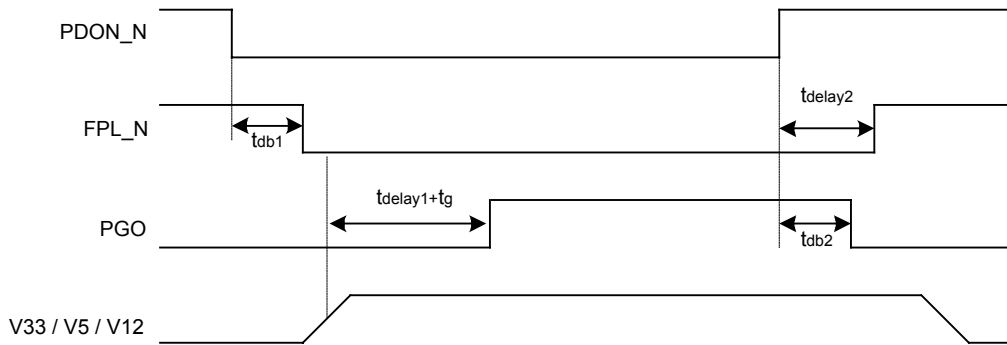 PDON_N
tdelay2
FPL_N
tdb1
tdelay1+tg
PGO
tdb2
V33 / V5 / V12